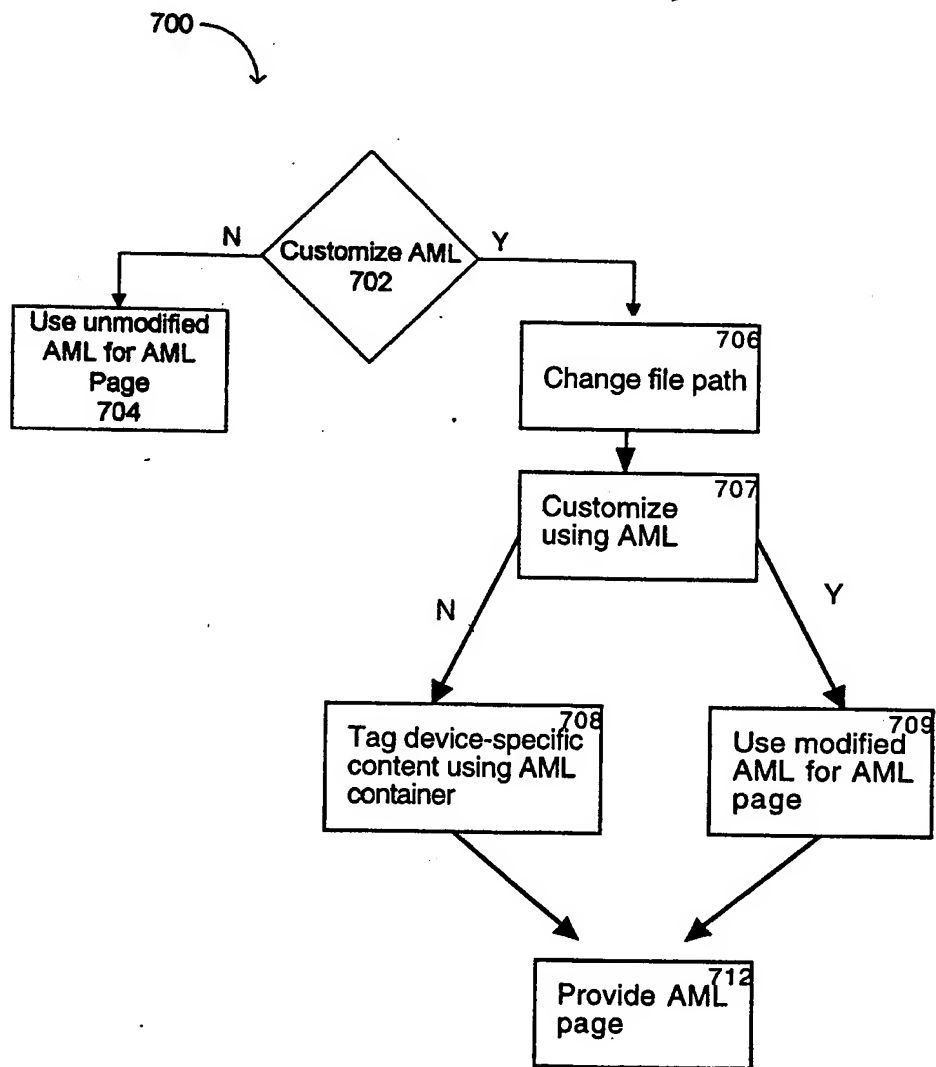 700
N
Customize AML
702
Y
Use unmodified
AML for AML
Page
704
706
Change file path
707
Customize
using AML
N
Y
708
Tag device-specific
content using AML
container
709
Use modified
AML for AML
page
712
Provide AML
page